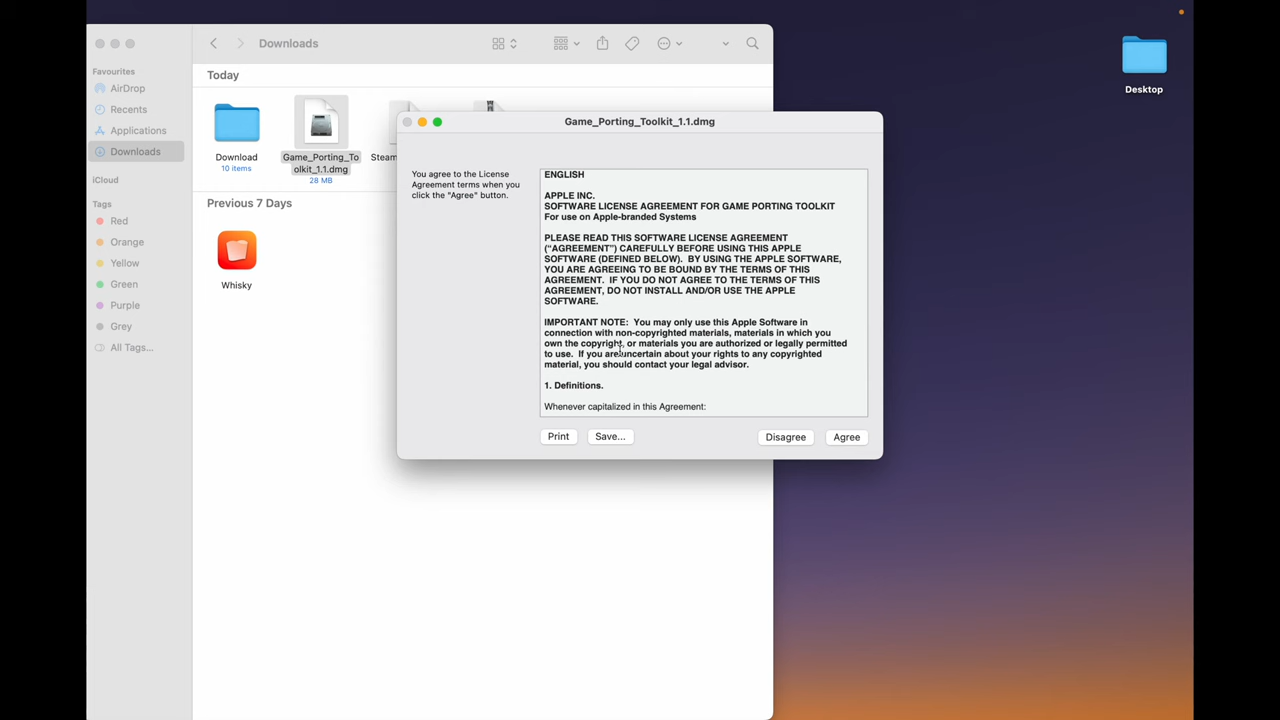 Downloads
Favourites
AirDrop
Recents
Applications
Downloads
iCloud
Tags
Red
Orange
Yellow
Green
Purple
Grey
All Tags...
Today
Download
10 items
Game_Porting_To
olkit_1.1.dmg
28 MB
Steam
Previous 7 Days
Whisky
Desktop
Game_Porting_Toolkit_1.1.dmg
You agree to the License
Agreement terms when you
click the "Agree" button.
ENGLISH
APPLE INC.
SOFTWARE LICENSE AGREEMENT FOR GAME PORTING TOOLKIT
For use on Apple-branded Systems
PLEASE READ THIS SOFTWARE LICENSE AGREEMENT
(“AGREEMENT”) CAREFULLY BEFORE USING THIS APPLE
SOFTWARE (DEFINED BELOW). BY USING THE APPLE SOFTWARE,
YOU ARE AGREEING TO BE BOUND BY THE TERMS OF THIS
AGREEMENT. IF YOU DO NOT AGREE TO THE TERMS OF THIS
AGREEMENT, DO NOT INSTALL AND/OR USE THE APPLE
SOFTWARE.
IMPORTANT NOTE: You may only use this Apple Software in
connection with non-copyrighted materials, materials in which you
own the copyright, or materials you are authorized or legally permitted
to use. If you are uncertain about your rights to any copyrighted
material, you should contact your legal advisor.
1. Definitions.
Whenever capitalized in this Agreement:
Print
Save...
Disagree
Agree